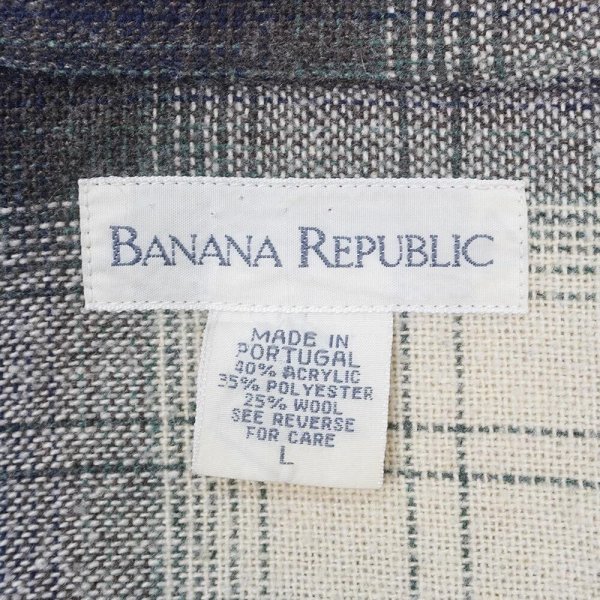 BANANA REPUBLIC
MADE IN
PORTUGAL
40% ACRYLIC
35% POLYESTER
25% WOOL
SEE REVERSE
FOR CARE
L